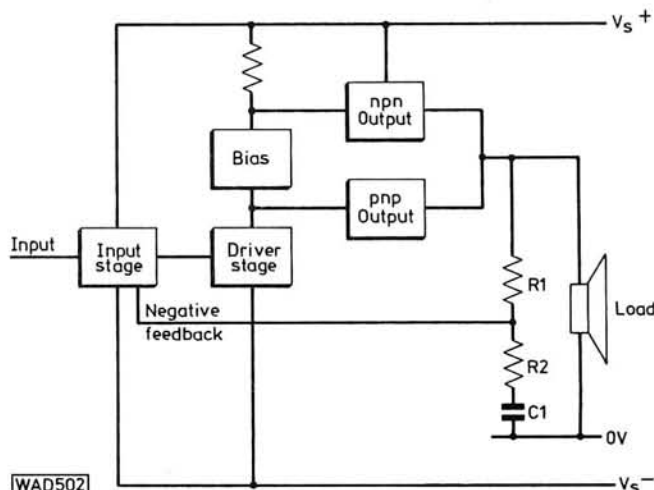 Vs+
npn
Output
Bias
pnp
Output
Input
Input
stage
Driver
stage
R1
Load
Negative
feedback
R2
C1
0V
WAD502
Vs−